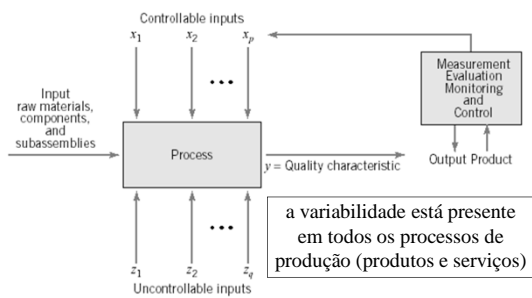 Controllable inputs
x1 x2 xp
Measurement
Evaluation
Monitoring
and
Control
Input
raw materials,
components,
and
subassemblies
Process
y = Quality characteristic
Output Product
a variabilidade está presente
em todos os processos de
produção (produtos e serviços)
z1 z2 zq
Uncontrollable inputs